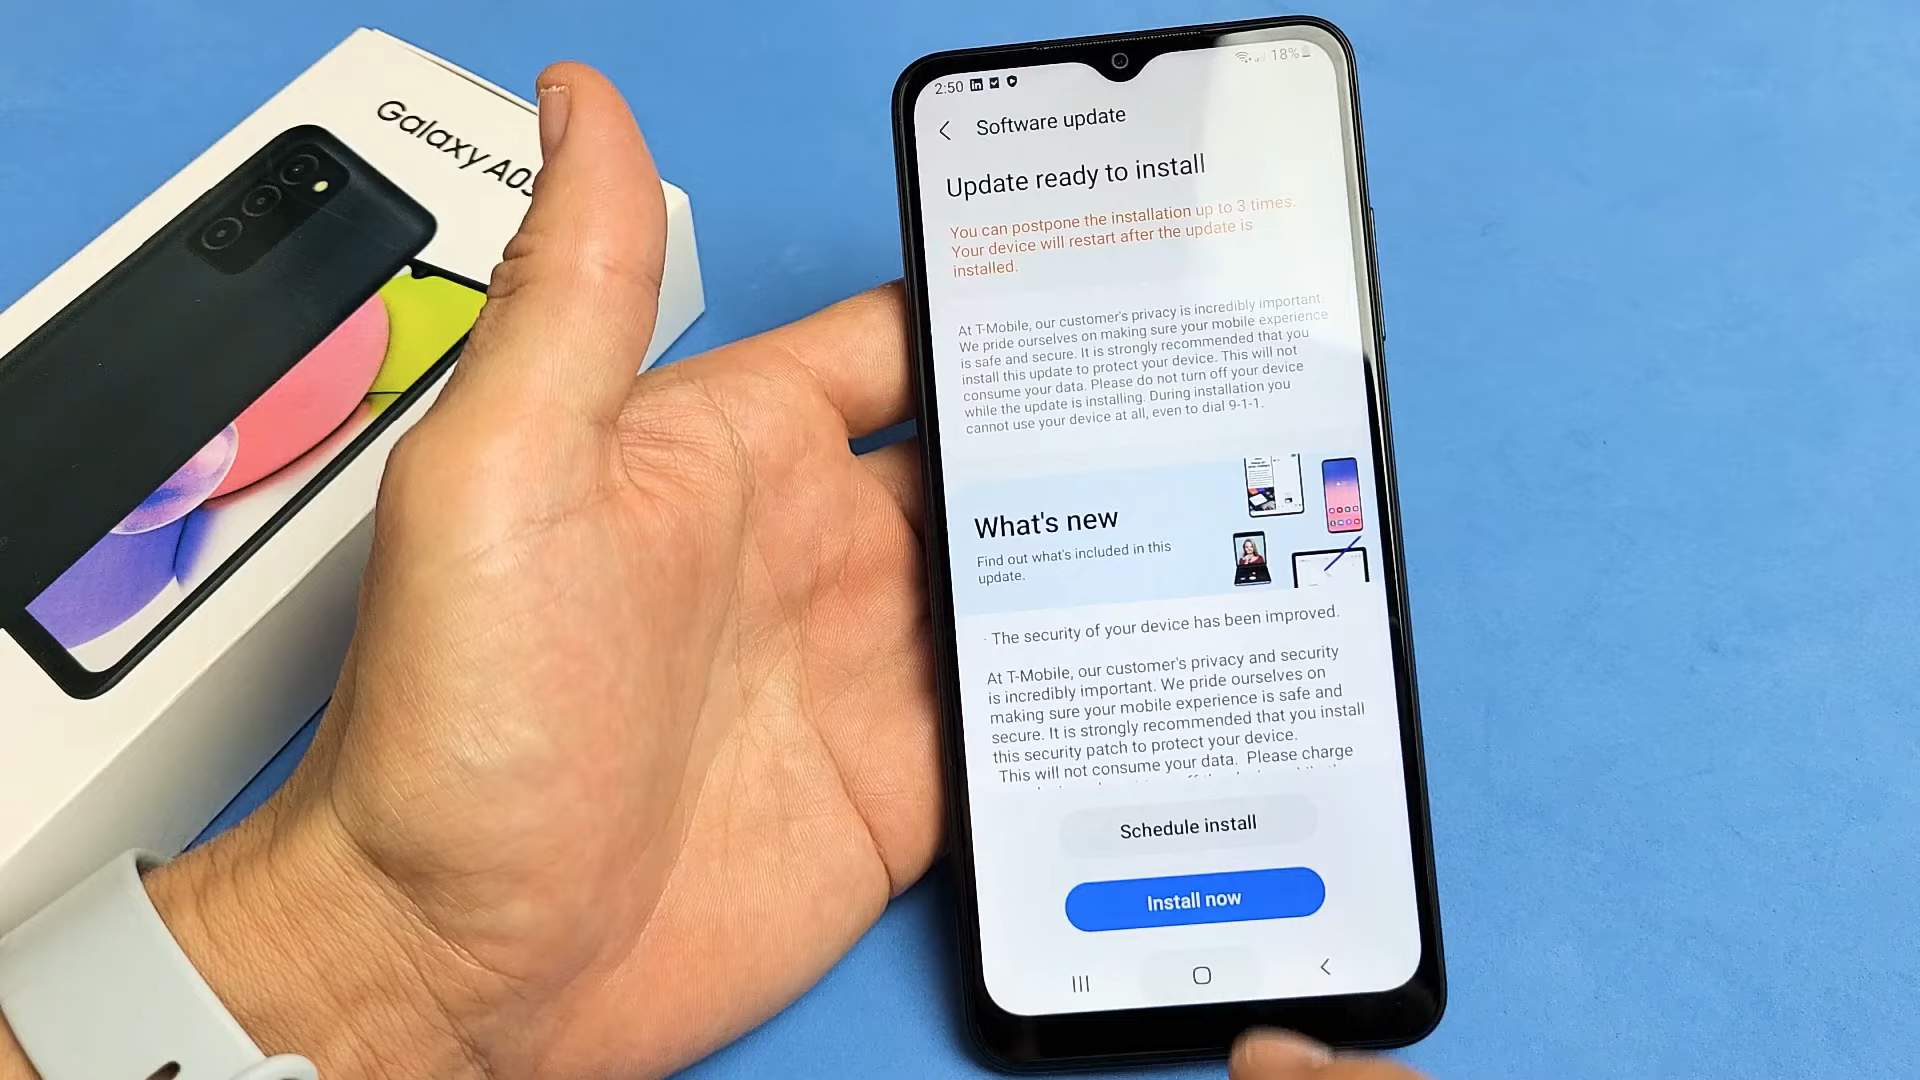 Galaxy A03
2:50
18%
Software update
Update ready to install
You can postpone the installation up to 3 times.
Your device will restart after the update is
installed.
At T-Mobile, our customer's privacy is incredibly important.
We pride ourselves on making sure your mobile experience
is safe and secure. It is strongly recommended that you
install this update to protect your device. This will not
consume your data. Please do not turn off your device
while the update is installing. During installation you
cannot use your device at all, even to dial 9-1-1.
What's new
Find out what's included in this
update.
· The security of your device has been improved.
At T-Mobile, our customer's privacy and security
is incredibly important. We pride ourselves on
making sure your mobile experience is safe and
secure. It is strongly recommended that you install
this security patch to protect your device.
This will not consume your data. Please charge
Schedule install
Install now